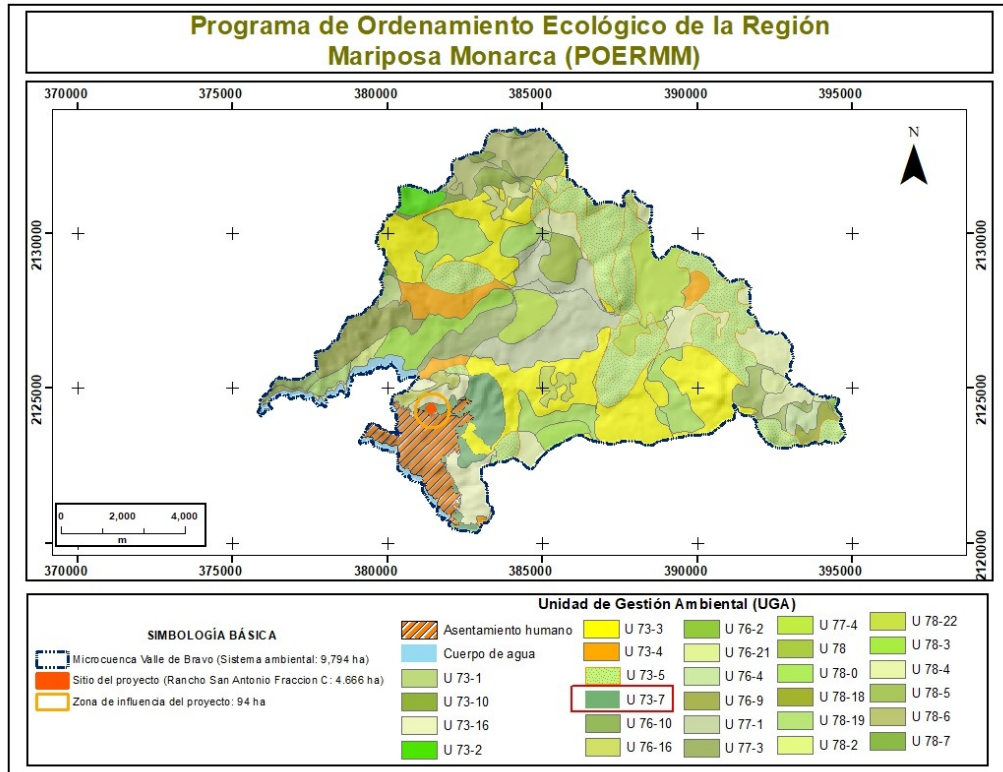 Programa de Ordenamiento Ecológico de la Región
Mariposa Monarca (POERMM)
370000 375000 380000 385000 390000 395000
N
2130000 2130000
2125000 2125000
2120000
0 2,000 4,000
m
370000 375000 380000 385000 390000 395000
SIMBOLOGÍA BÁSICA
Microcuenca Valle de Bravo (Sistema ambiental: 9,794 ha)
Sitio del proyecto (Rancho San Antonio Fraccion C: 4.666 ha)
Zona de influencia del proyecto: 94 ha
Unidad de Gestión Ambiental (UGA)
Asentamiento humano
Cuerpo de agua
U 73-1
U 73-10
U 73-16
U 73-2
U 73-3
U 73-4
U 73-5
U 73-7
U 76-10
U 76-16
U 76-2
U 76-21
U 76-4
U 76-9
U 77-1
U 77-3
U 77-4
U 78
U 78-0
U 78-18
U 78-19
U 78-2
U 78-22
U 78-3
U 78-4
U 78-5
U 78-6
U 78-7